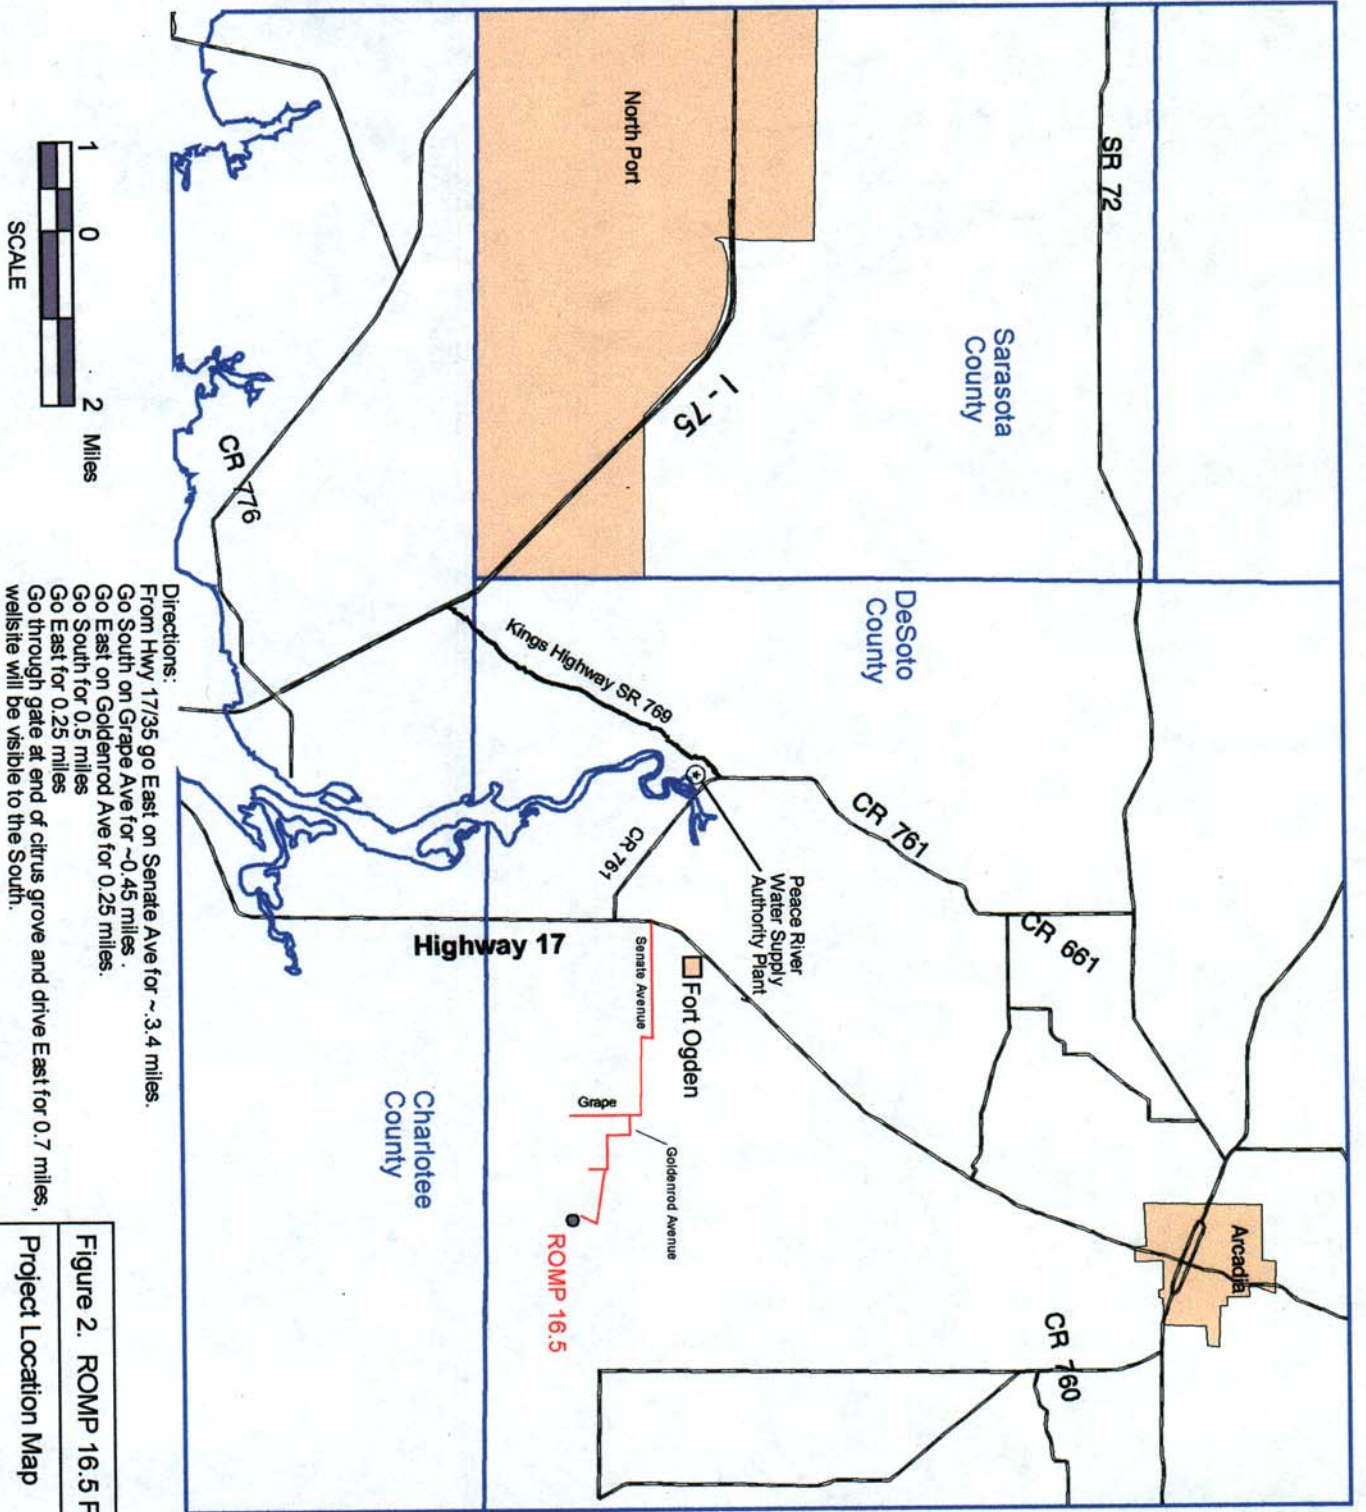 SR 72
Sarasota
County
North Port
I - 75
DeSoto
County
Kings Highway SR 769
CR 761
CR 661
Peace River
Water Supply
Authority Plant
CR 761
CR 776
Highway 17
Senate Avenue
Fort Ogden
Grape
Goldenrod Avenue
ROMP 16.5
Arcadia
CR 760
Charlotee
County
1 0 2 Miles
SCALE
Directions:
From Hwy 17/35 go East on Senate Ave for ~ 3.4 miles.
Go South on Grape Ave for ~0.45 miles .
Go East on Goldenrod Ave for 0.25 miles.
Go South for 0.5 miles
Go East for 0.25 miles
Go through gate at end of citrus grove and drive East for 0.7 miles,
wellsite will be visible to the South.
Figure 2. ROMP 16.5
Project Location Map